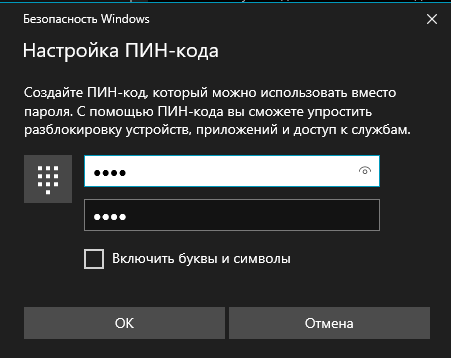 Безопасность Windows
Настройка ПИН-кода
Создайте ПИН-код, который можно использовать вместо
пароля. С помощью ПИН-кода вы сможете упростить
разблокировку устройств, приложений и доступ к службам.
●●●●
●●●●
Включить буквы и символы
ОК
Отмена